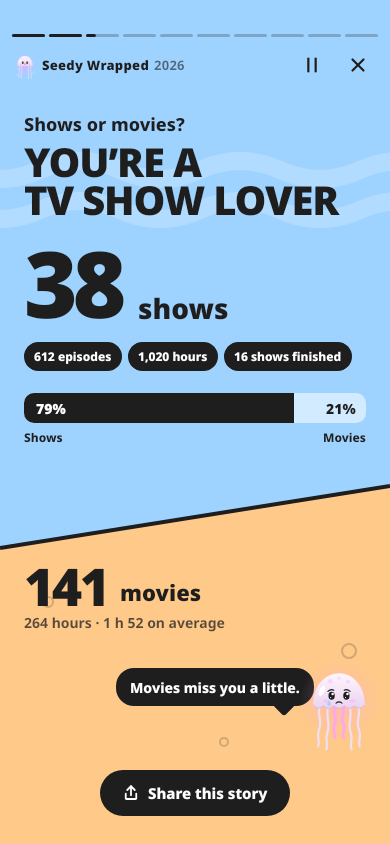 Seedy Wrapped 2026
Shows or movies?
YOU’RE A
TV SHOW LOVER
38 shows
612 episodes 1,020 hours 16 shows finished
79% 21%
Shows Movies
141 movies
264 hours · 1 h 52 on average
Movies miss you a little.
Share this story